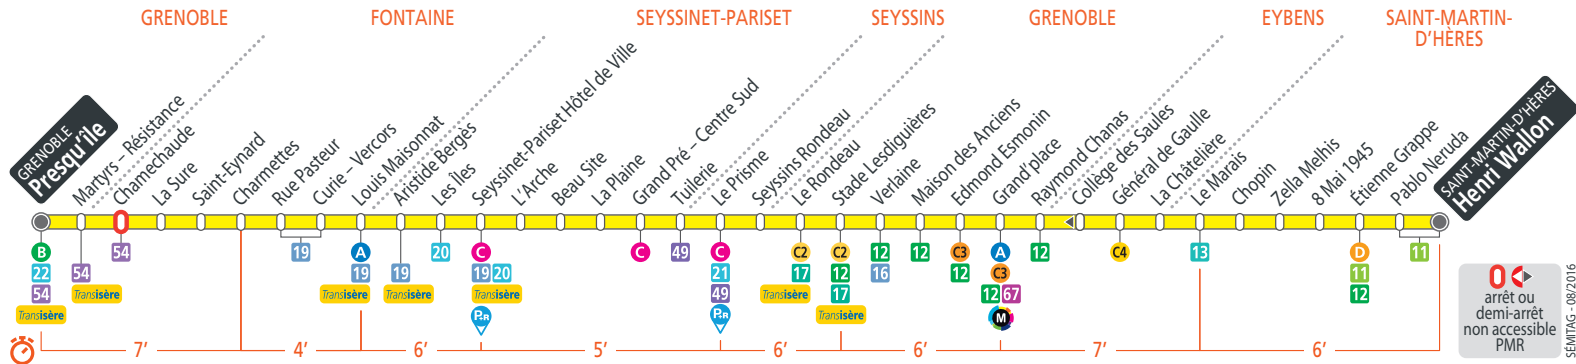 GRENOBLE
FONTAINE
SEYSSINET-PARISET
SEYSSINS
GRENOBLE
EYBENS
SAINT-MARTIN-
D'HÈRES
GRENOBLE
Presqu'île
Martyrs – Résistance
Chamechaude
La Sure
Saint-Eynard
Charmettes
Rue Pasteur
Curie – Vercors
Louis Maisonnat
Aristide Bergès
Les Îles
Seyssinet-Pariset Hôtel de Ville
L'Arche
Beau Site
La Plaine
Grand Pré – Centre Sud
Tuilerie
Le Prisme
Seyssins Rondeau
Le Rondeau
Stade Lesdiguières
Verlaine
Maison des Anciens
Edmond Esmonin
Grand'place
Raymond Chanas
Collège des Saules
Général de Gaulle
La Châtelière
Le Marais
Chopin
Zella Melhis
8 Mai 1945
Étienne Grappe
Pablo Neruda
SAINT-MARTIN-D'HÈRES
Henri Wallon
B
22
54
Transisère
54
Transisère
54
19
A
19
Transisère
19
Transisère
20
C
19 20
Transisère
P+R
C
49
C
21
49
P+R
C2
17
Transisère
C2
12
17
Transisère
12
16
12
C3
12
A
C3
12 67
M
12
C4
13
D
11
12
11
7' 4' 6' 5' 6' 6' 7' 6'
arrêt ou
demi-arrêt
non accessible
PMR
SÉMITAG - 08/2016